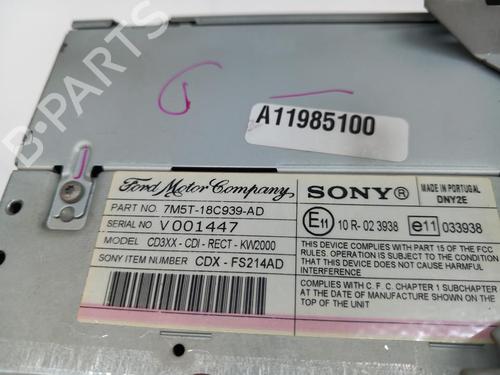 B-PARTS
A11985100
Ford Motor Company
SONY®
MADE IN PORTUGAL
DNY2E
PART NO. 7M5T-18C939-AD
SERIAL NO V001447
MODEL CD3XX - CDI - RECT - KW2000
SONY ITEM NUMBER CDX - FS214AD
E11 10 R- 02 3938
e11 033938
THIS DEVICE COMPLIES WITH PART 15 OF THE FCC
RULES. OPERATION IS SUBJECT TO THE CONDITION
THAT THIS DEVICE DOES NOT CAUSE HARMFUL
INTERFERENCE
COMPLIES WITH C. F. C. CHAPTER 1 SUBCHAPTER
DAT DEL AT THE DATE OF MANUFACTURE SHOWN ON
THE TOP OF THE UNIT